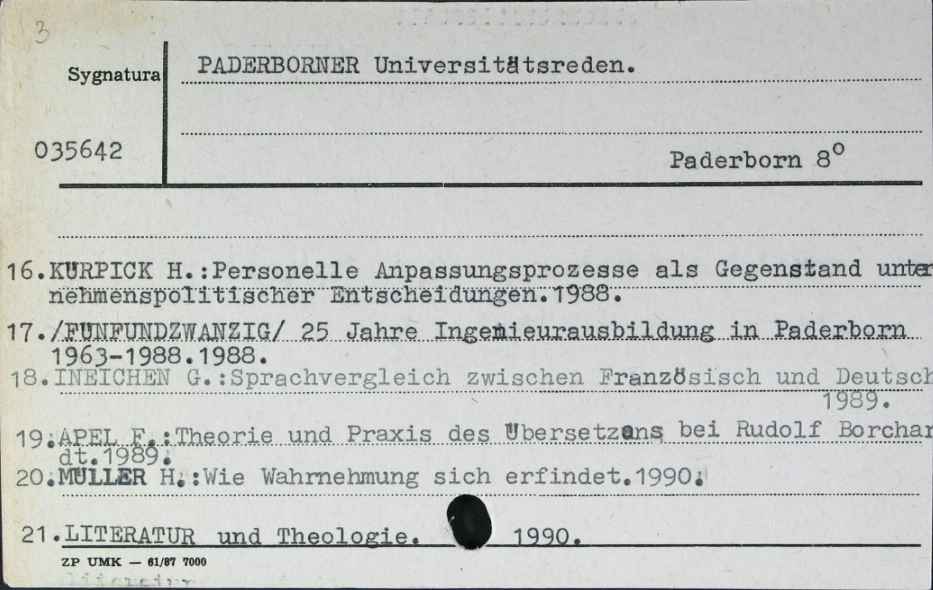 3
Sygnatura
PADERBORNER Universitätsreden.
035642
Paderborn 8°
16.KURPICK H.:Personelle Anpassungsprozesse als Gegenstand unter
nehmenspolitischer Entscheidungen.1988.
17./FÜNFUNDZWANZIG/ 25 Jahre Ingenieurausbildung in Paderborn
1963-1988.1988.
18.INEICHEN G.:Sprachvergleich zwischen Französisch und Deutsch
1989.
19.APEL F.:Theorie und Praxis des Übersetzens bei Rudolf Borchar
dt.1989.
20.MÜLLER H.:Wie Wahrnehmung sich erfindet.1990.
21.LITERATUR und Theologie. 1990.
ZP UMK — 61/87 7000